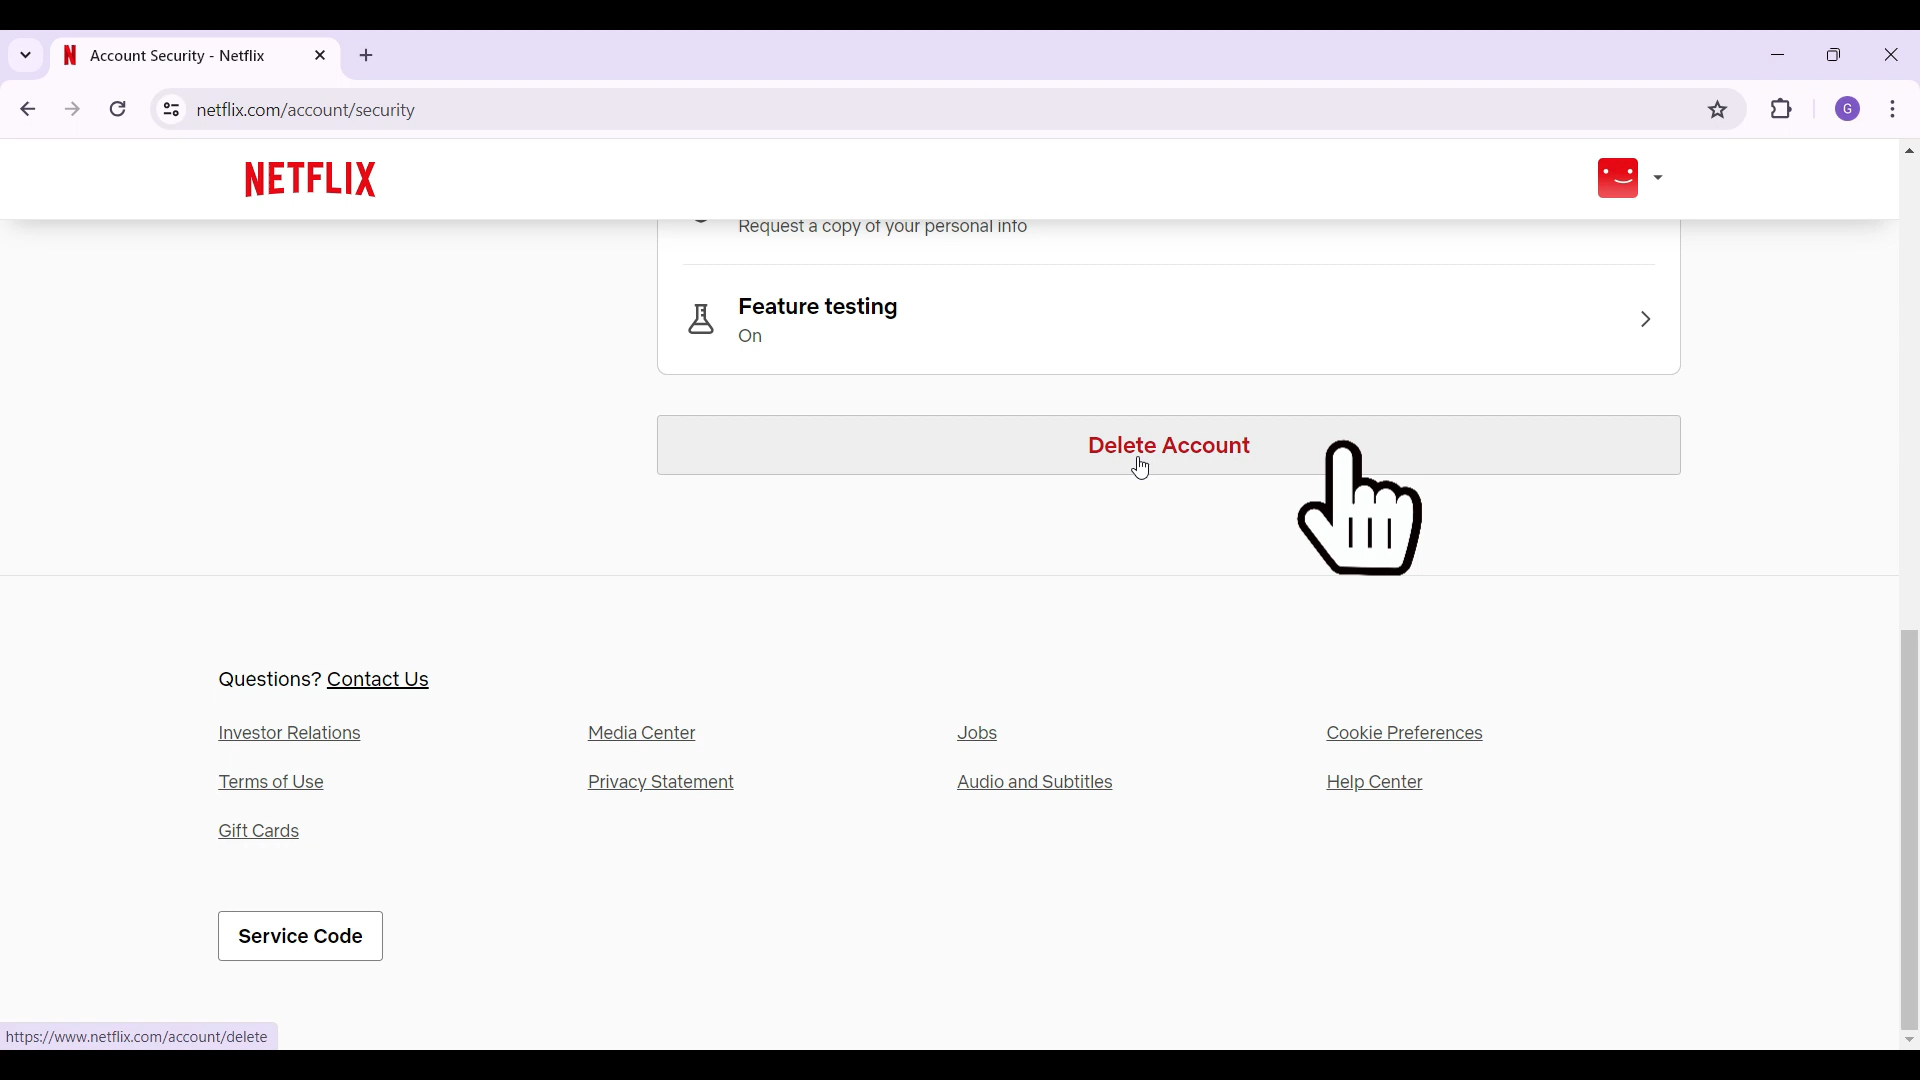 Account Security - Netflix
netflix.com/account/security
G
NETFLIX
Request a copy of your personal info
Feature testing
On
Delete Account
Questions? Contact Us
Investor Relations
Media Center
Jobs
Cookie Preferences
Terms of Use
Privacy Statement
Audio and Subtitles
Help Center
Gift Cards
Service Code
https://www.netflix.com/account/delete